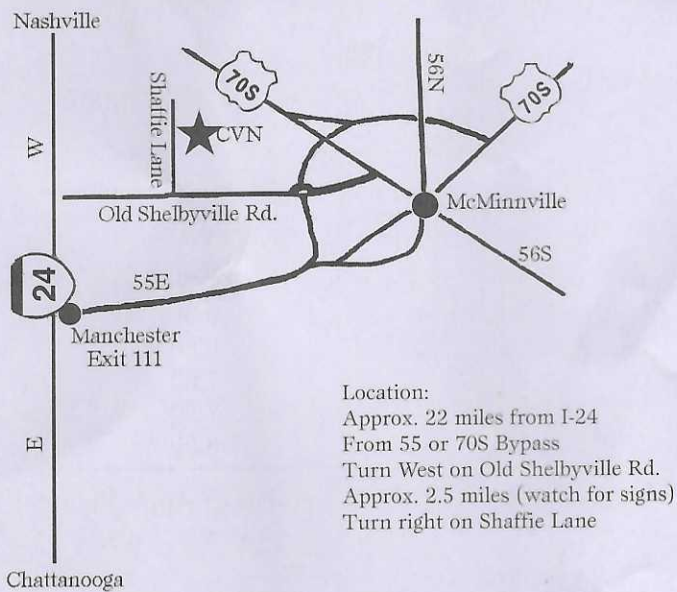 Nashville
W
Shaffie Lane
70S
56N
70S
CVN
Old Shelbyville Rd.
McMinnville
56S
24
55E
Manchester
Exit 111
E
Location:
Approx. 22 miles from I-24
From 55 or 70S Bypass
Turn West on Old Shelbyville Rd.
Approx. 2.5 miles (watch for signs)
Turn right on Shaffie Lane
Chattanooga